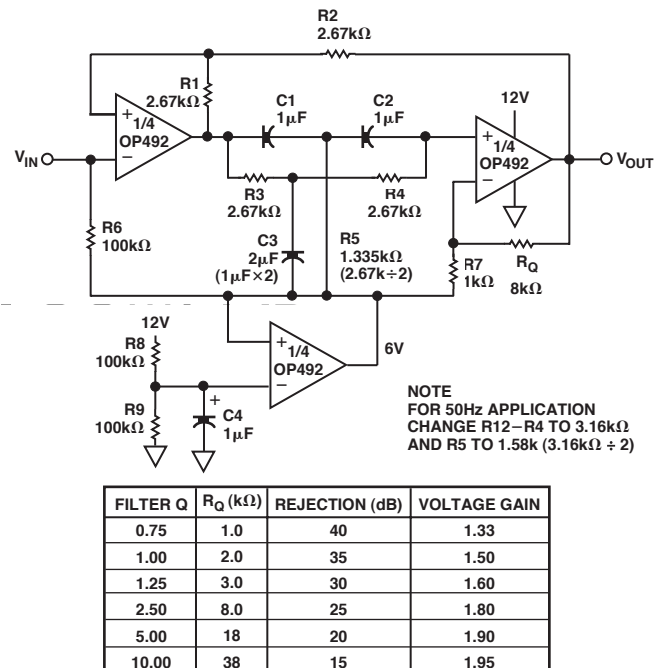 R2
2.67kΩ
R1
2.67kΩ
C1
1µF
C2
1µF
12V
+
1/4
OP492
−
VIN
+
1/4
OP492
−
VOUT
R3
2.67kΩ
R4
2.67kΩ
R6
100kΩ
C3
2µF
(1µF×2)
R5
1.335kΩ
(2.67k÷2)
R7
1kΩ
RQ
8kΩ
12V
R8
100kΩ
+
1/4
OP492
−
6V
R9
100kΩ
+
C4
1µF
NOTE
FOR 50Hz APPLICATION
CHANGE R12−R4 TO 3.16kΩ
AND R5 TO 1.58k (3.16kΩ ÷ 2)
FILTER Q RQ (kΩ) REJECTION (dB) VOLTAGE GAIN
0.75 1.0 40 1.33
1.00 2.0 35 1.50
1.25 3.0 30 1.60
2.50 8.0 25 1.80
5.00 18 20 1.90
10.00 38 15 1.95